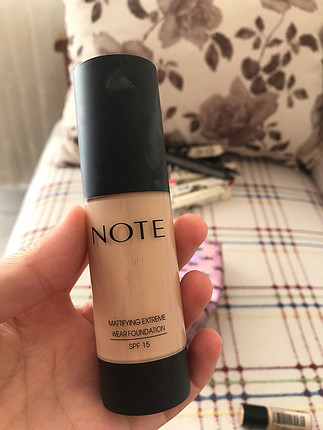 NOTE
MATTIFYING EXTREME
WEAR FOUNDATION
SPF 15